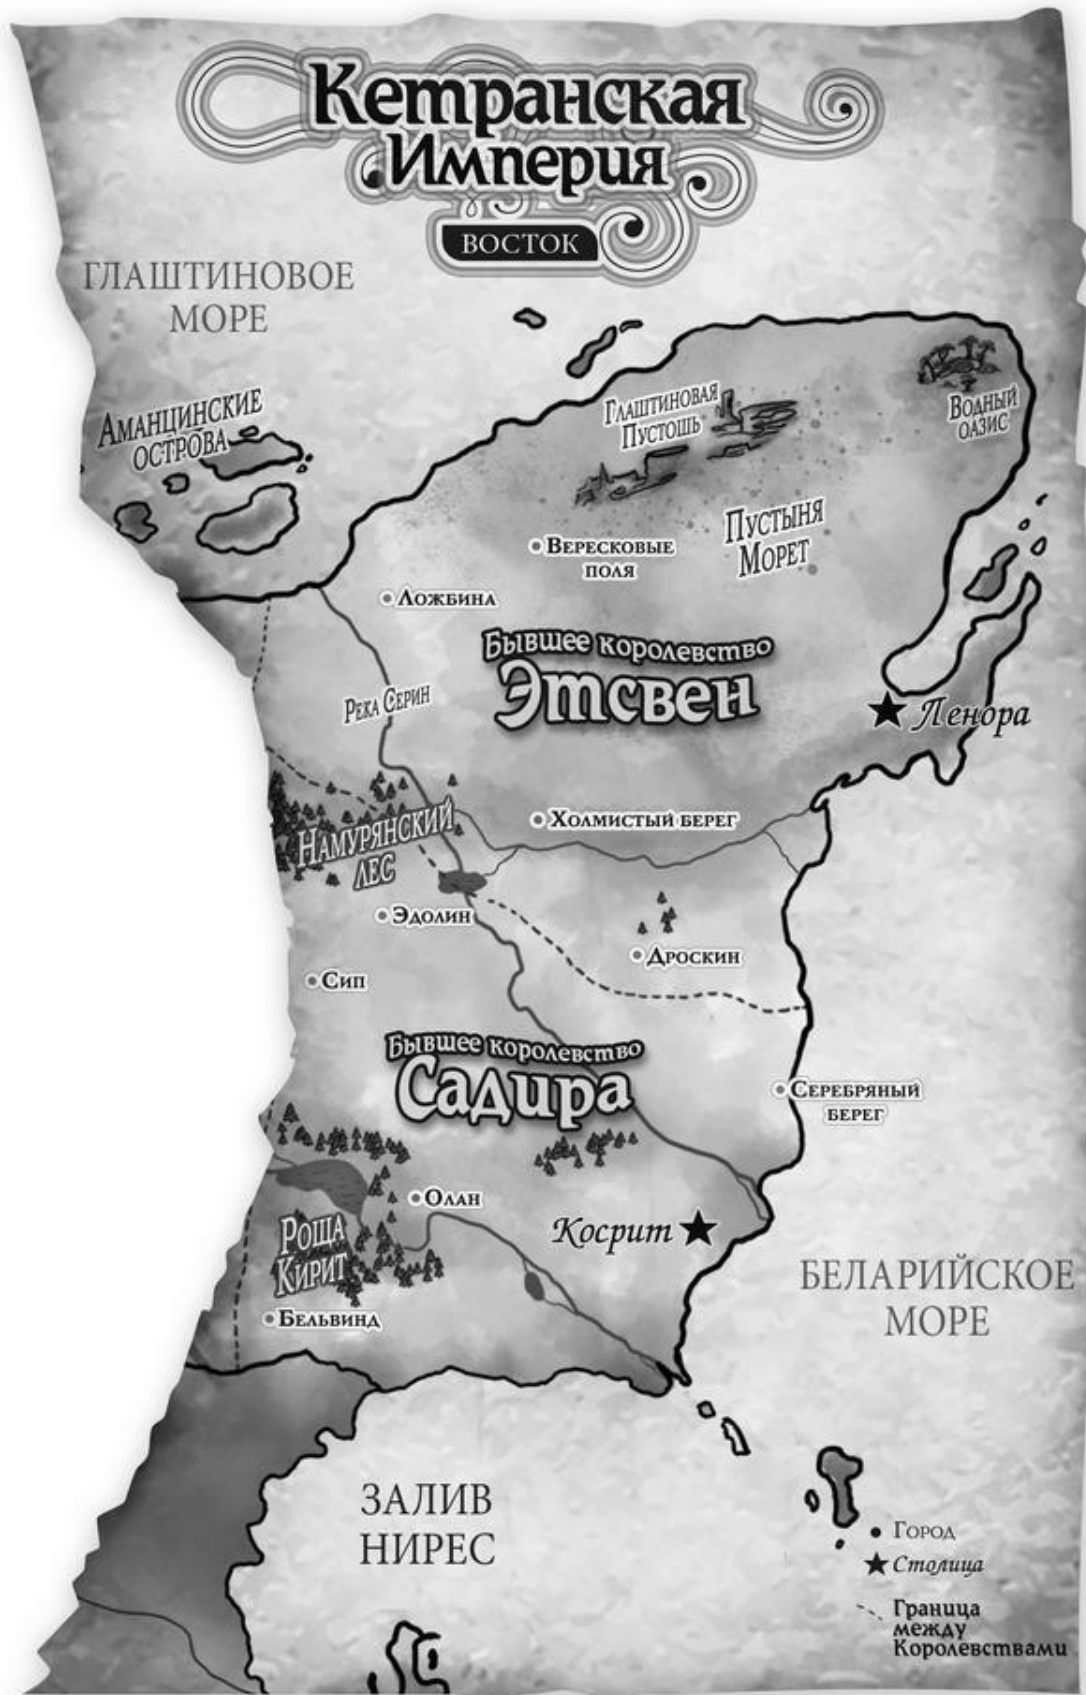 Кетранская
Империя
ВОСТОК
ГЛАШТИНОВОЕ
МОРЕ
Аманцинские
острова
Глаштиновая
Пустошь
Водный
оазис
Пустыня
Морет
Вересковые
поля
Ложбина
Бывшее королевство
Этсвен
Река Серин
Ленора
Намурянский
лес
Холмистый берег
Эдолин
Дроскин
Сип
Бывшее королевство
Садира
Серебряный
берег
Олан
Косрит
Роща
Кирит
Бельвинд
БЕЛАРИЙСКОЕ
МОРЕ
ЗАЛИВ
НИРЕС
Город
Столица
Граница
между
Королевствами